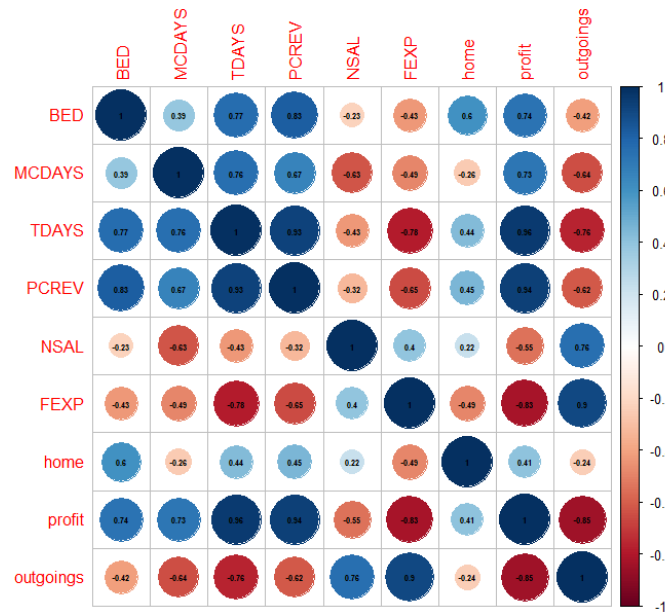 BED MCDAYS TDAYS PCREV NSAL FEXP home profit outgoings
BED 1 0.39 0.77 0.83 -0.23 -0.43 0.6 0.74 -0.42
MCDAYS 0.39 1 0.76 0.67 -0.63 -0.49 -0.26 0.73 -0.64
TDAYS 0.77 0.76 1 0.93 -0.43 -0.78 0.44 0.96 -0.76
PCREV 0.83 0.67 0.93 1 -0.32 -0.65 0.45 0.94 -0.62
NSAL -0.23 -0.63 -0.43 -0.32 1 0.4 0.22 -0.55 0.76
FEXP -0.43 -0.49 -0.78 -0.65 0.4 1 -0.49 -0.83 0.9
home 0.6 -0.26 0.44 0.45 0.22 -0.49 1 0.41 -0.24
profit 0.74 0.73 0.96 0.94 -0.55 -0.83 0.41 1 -0.85
outgoings -0.42 -0.64 -0.76 -0.62 0.76 0.9 -0.24 -0.85 1
1
0.8
0.6
0.4
0.2
0